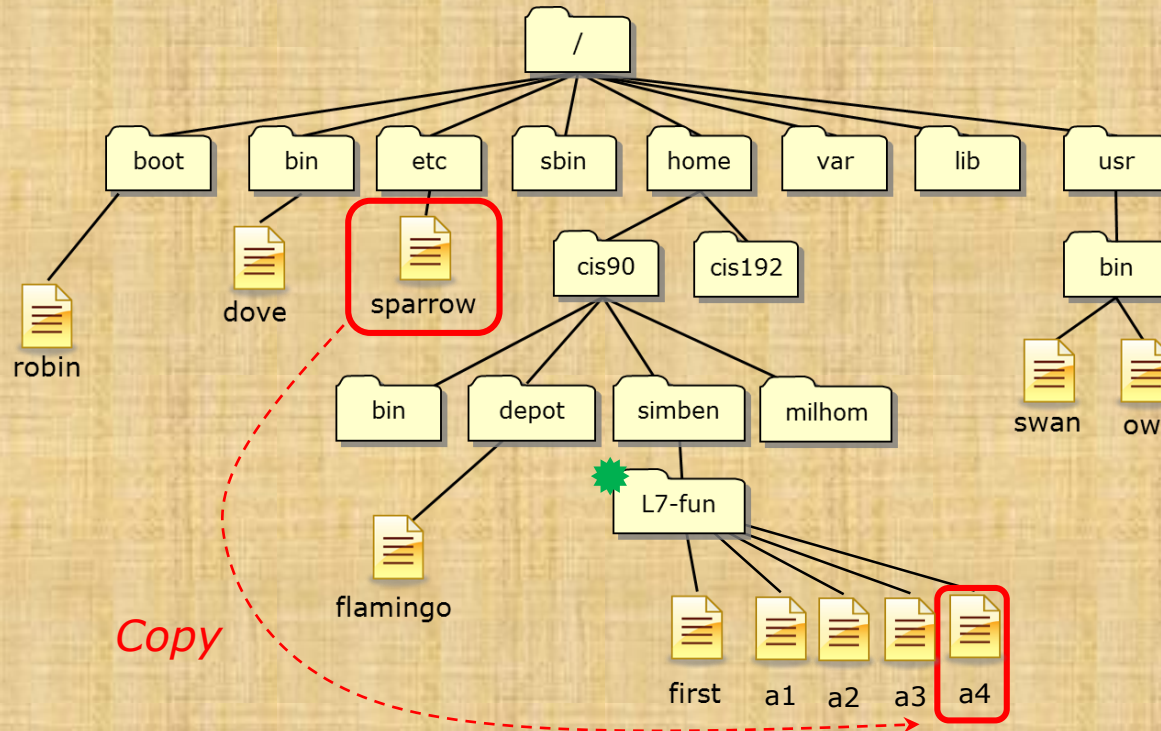 /
boot bin etc sbin home var lib usr
cis90 cis192 bin
dove sparrow
robin
bin depot simben milhom
swan ow
L7-fun
flamingo
Copy
first a1 a2 a3 a4